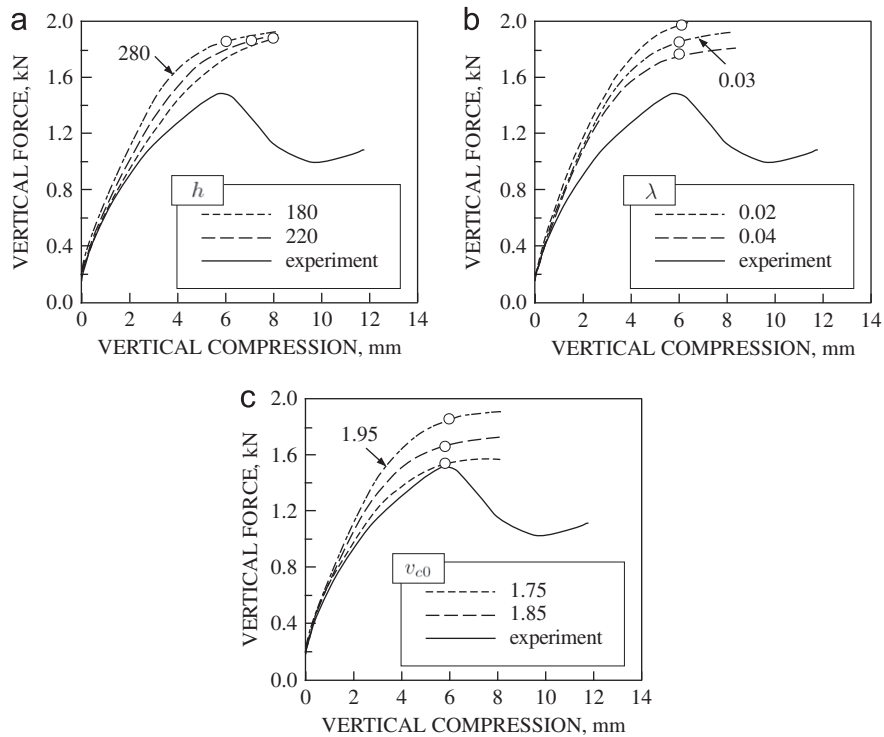 a
VERTICAL FORCE, kN
2.0
1.6
1.2
0.8
0.4
0.0
280
h
180
220
experiment
0 2 4 6 8 10 12 14
VERTICAL COMPRESSION, mm
b
VERTICAL FORCE, kN
2.0
1.6
1.2
0.8
0.4
0.0
0.03
λ
0.02
0.04
experiment
0 2 4 6 8 10 12 14
VERTICAL COMPRESSION, mm
c
VERTICAL FORCE, kN
2.0
1.6
1.2
0.8
0.4
0.0
1.95
v_{c0}
1.75
1.85
experiment
0 2 4 6 8 10 12 14
VERTICAL COMPRESSION, mm